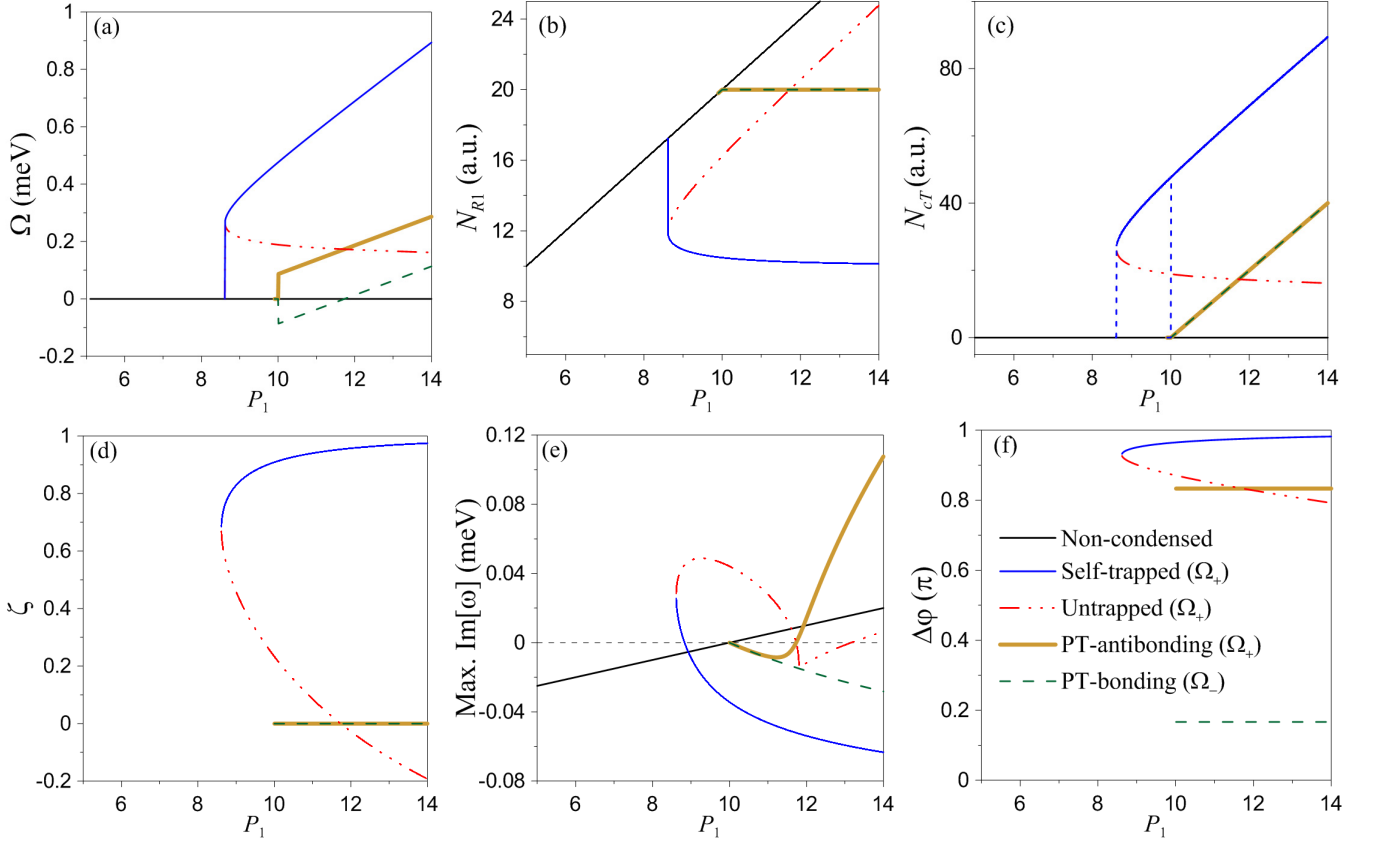 (a)
Ω (meV)
1
0.8
0.6
0.4
0.2
0
-0.2
6 8 10 12 14
P1
(b)
NR1 (a.u.)
24
20
16
12
8
6 8 10 12 14
P1
(c)
NcT (a.u.)
80
40
0
6 8 10 12 14
P1
(d)
ζ
1
0.8
0.6
0.4
0.2
0
-0.2
6 8 10 12 14
P1
(e)
Max. Im[ω] (meV)
0.12
0.08
0.04
0
-0.04
-0.08
6 8 10 12 14
P1
(f)
Δφ (π)
1
0.8
0.6
0.4
0.2
0
6 8 10 12 14
P1
Non-condensed
Self-trapped (Ω+)
Untrapped (Ω+)
PT-antibonding (Ω+)
PT-bonding (Ω−)